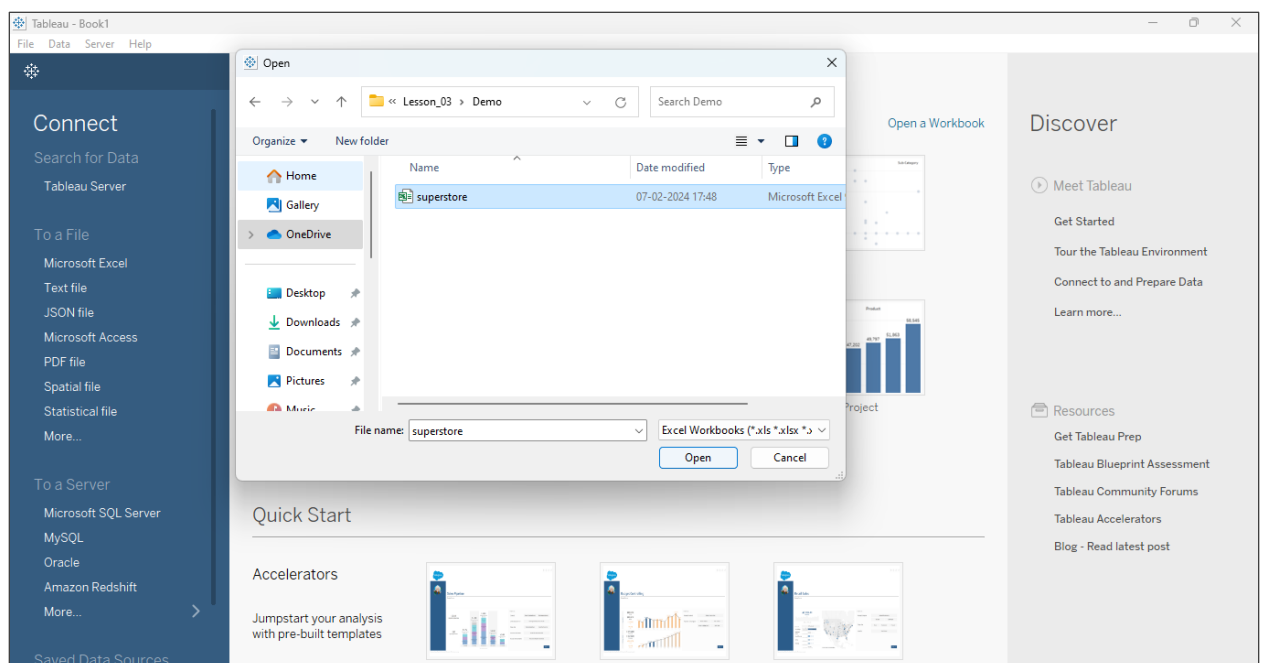 Tableau - Book1
File Data Server Help
Connect
Search for Data
Tableau Server
To a File
Microsoft Excel
Text file
JSON file
Microsoft Access
PDF file
Spatial file
Statistical file
More...
To a Server
Microsoft SQL Server
MySQL
Oracle
Amazon Redshift
More...
Saved Data Sources
Open
« Lesson_03 > Demo
Search Demo
Organize
New folder
Name Date modified Type
superstore 07-02-2024 17:48 Microsoft Excel
Home
Gallery
OneDrive
Desktop
Downloads
Documents
Pictures
Music
File name: superstore
Excel Workbooks (*.xls *.xlsx *.x
Open Cancel
Open a Workbook
Product
Project
Quick Start
Accelerators
Jumpstart your analysis
with pre-built templates
Discover
Meet Tableau
Get Started
Tour the Tableau Environment
Connect to and Prepare Data
Learn more...
Resources
Get Tableau Prep
Tableau Blueprint Assessment
Tableau Community Forums
Tableau Accelerators
Blog - Read latest post